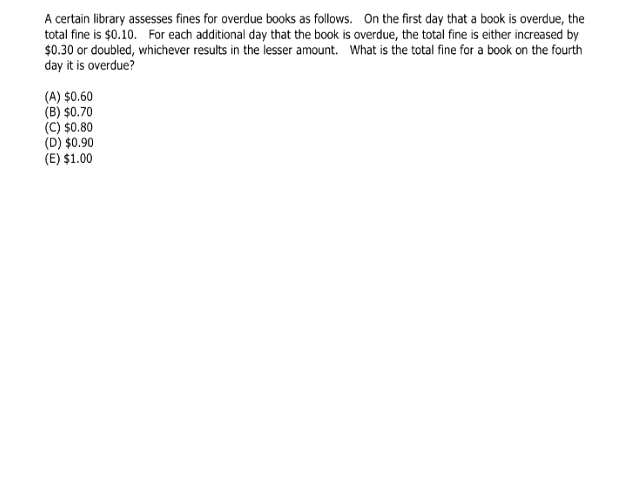 A certain library assesses fines for overdue books as follows. On the first day that a book is overdue, the
total fine is $0.10. For each additional day that the book is overdue, the total fine is either increased by
$0.30 or doubled, whichever results in the lesser amount. What is the total fine for a book on the fourth
day it is overdue?
(A) $0.60
(B) $0.70
(C) $0.80
(D) $0.90
(E) $1.00